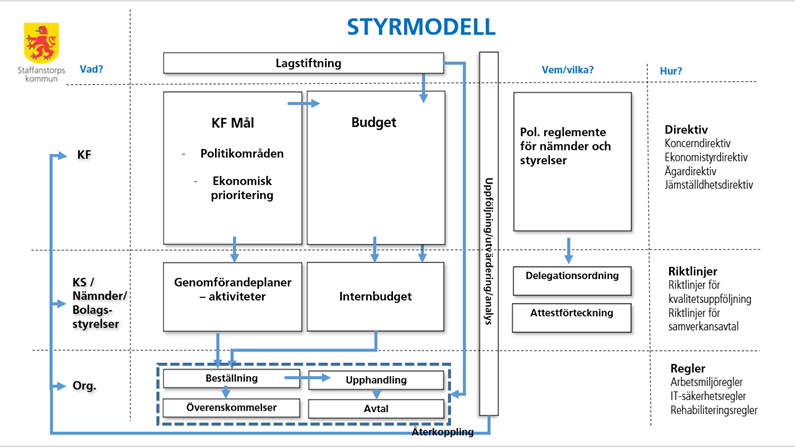 STYRMODELL
Staffanstorps
kommun
Vad?
Lagstiftning
Vem/vilka?
Hur?
KF
KF Mål
- Politikområden
- Ekonomisk
prioritering
Budget
Uppföljning/utvärdering/analys
Pol. reglemente
för nämnder och
styrelser
Direktiv
Koncerndirektiv
Ekonomistyrdirektiv
Ägardirektiv
Jämställdhetsdirektiv
KS /
Nämnder/
Bolags-
styrelser
Genomförandeplaner
– aktiviteter
Internbudget
Delegationsordning
Attestförteckning
Riktlinjer
Riktlinjer för
kvalitetsuppföljning
Riktlinjer för
samverkansavtal
Org.
Beställning
Upphandling
Överenskommelser
Avtal
Regler
Arbetsmiljöregler
IT-säkerhetsregler
Rehabiliteringsregler
Återkoppling